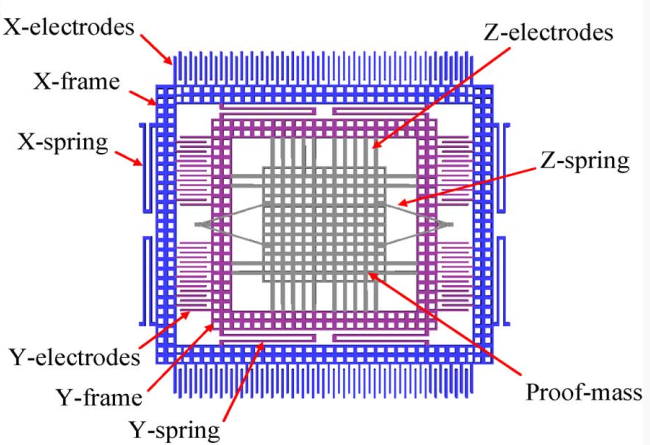 X-electrodes
Z-electrodes
X-frame
X-spring
Z-spring
Y-electrodes
Y-frame
Proof-mass
Y-spring